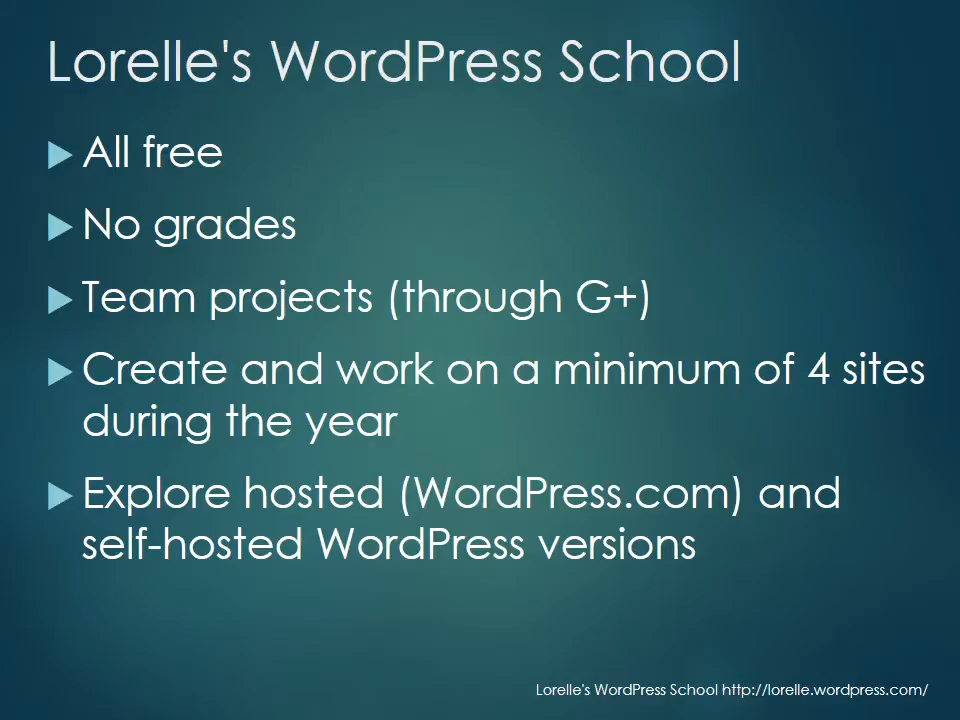 Lorelle's WordPress School
All free
No grades
Team projects (through G+)
Create and work on a minimum of 4 sites
during the year
Explore hosted (WordPress.com) and
self-hosted WordPress versions
Lorelle's WordPress School http://lorelle.wordpress.com/